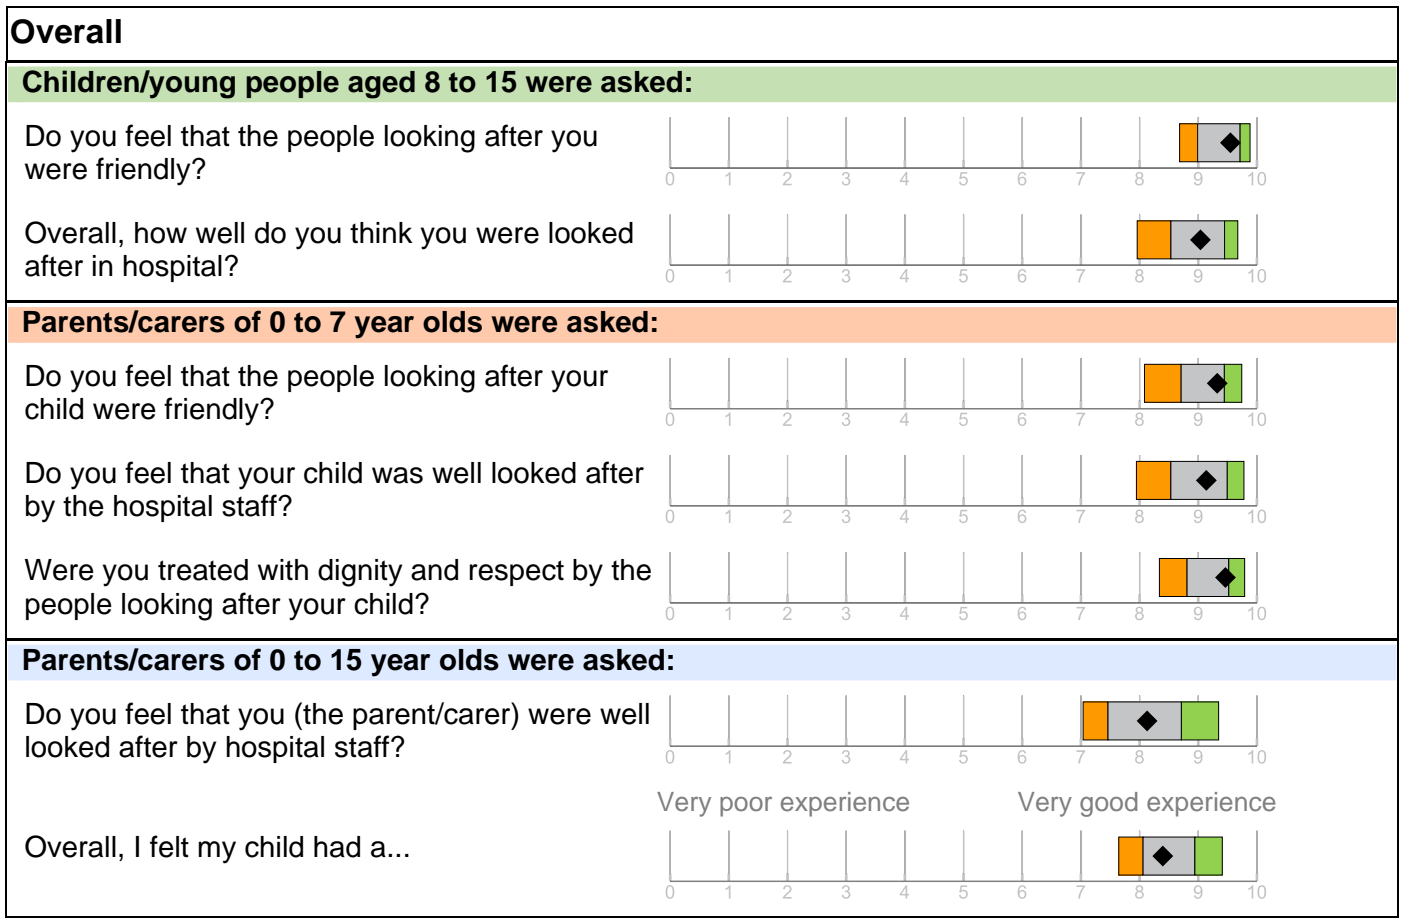 Overall
Children/young people aged 8 to 15 were asked:
Do you feel that the people looking after you
were friendly?
0 1 2 3 4 5 6 7 8 9 10
Overall, how well do you think you were looked
after in hospital?
0 1 2 3 4 5 6 7 8 9 10
Parents/carers of 0 to 7 year olds were asked:
Do you feel that the people looking after your
child were friendly?
0 1 2 3 4 5 6 7 8 9 10
Do you feel that your child was well looked after
by the hospital staff?
0 1 2 3 4 5 6 7 8 9 10
Were you treated with dignity and respect by the
people looking after your child?
0 1 2 3 4 5 6 7 8 9 10
Parents/carers of 0 to 15 year olds were asked:
Do you feel that you (the parent/carer) were well
looked after by hospital staff?
0 1 2 3 4 5 6 7 8 9 10
Very poor experience Very good experience
Overall, I felt my child had a...
0 1 2 3 4 5 6 7 8 9 10